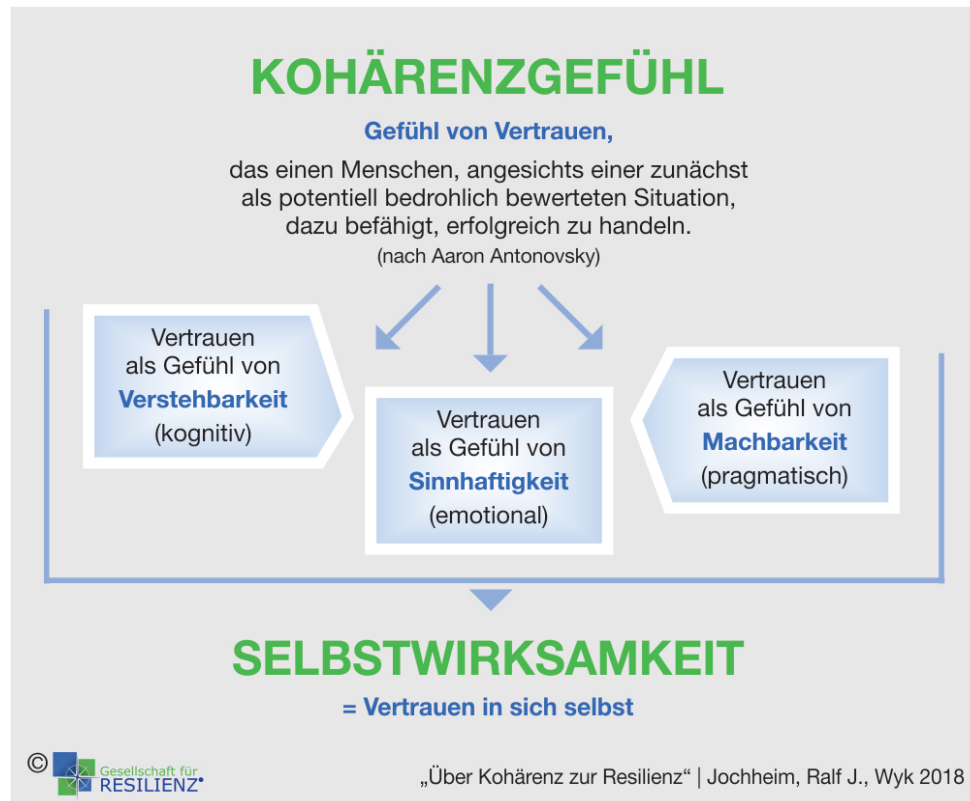 KOHÄRENZGEFÜHL
Gefühl von Vertrauen,
das einen Menschen, angesichts einer zunächst
als potentiell bedrohlich bewerteten Situation,
dazu befähigt, erfolgreich zu handeln.
(nach Aaron Antonovsky)
Vertrauen
als Gefühl von
Verstehbarkeit
(kognitiv)
Vertrauen
als Gefühl von
Sinnhaftigkeit
(emotional)
Vertrauen
als Gefühl von
Machbarkeit
(pragmatisch)
SELBSTWIRKSAMKEIT
= Vertrauen in sich selbst
©
Gesellschaft für
RESILIENZ
„Über Kohärenz zur Resilienz“ | Jochheim, Ralf J., Wyk 2018